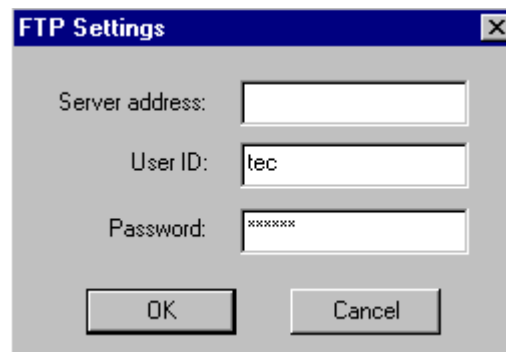 FTP Settings
Server address:
User ID: tec
Password: ******
OK Cancel